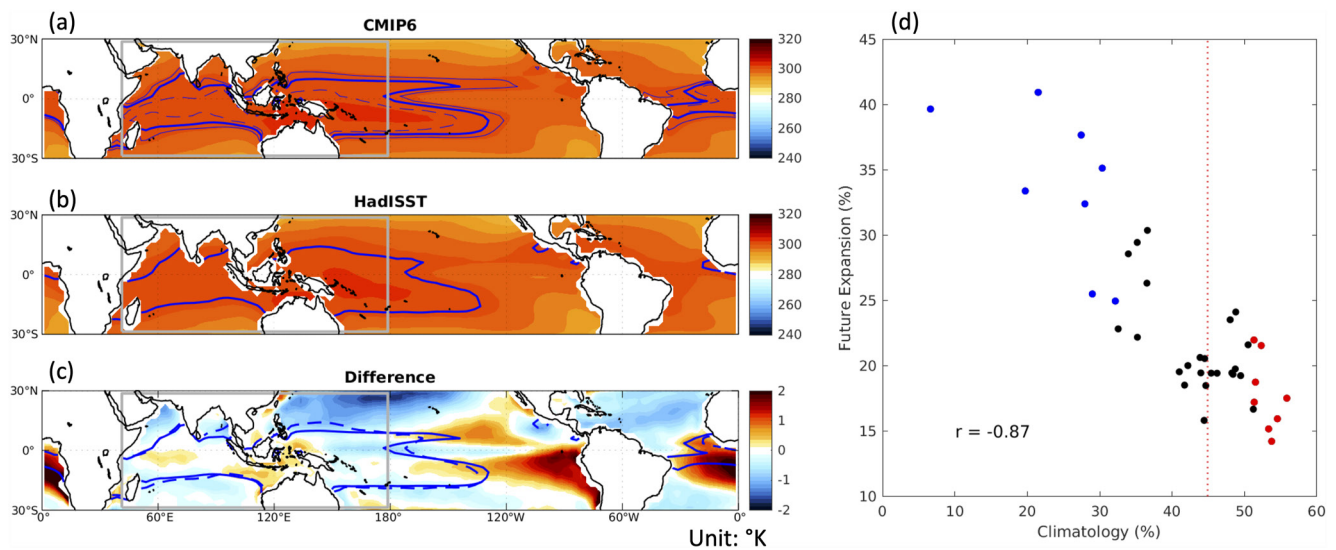 (a)
CMIP6
30°N
0°
30°S
320
300
280
260
240
(b)
HadISST
30°N
0°
30°S
320
300
280
260
240
(c)
Difference
30°N
0°
30°S
0°
60°E
120°E
180°W
120°W
60°W
0°
2
1
0
-1
-2
Unit: °K
(d)
Future Expansion (%)
45
40
35
30
25
20
15
10
r = -0.87
0
10
20
30
40
50
60
Climatology (%)